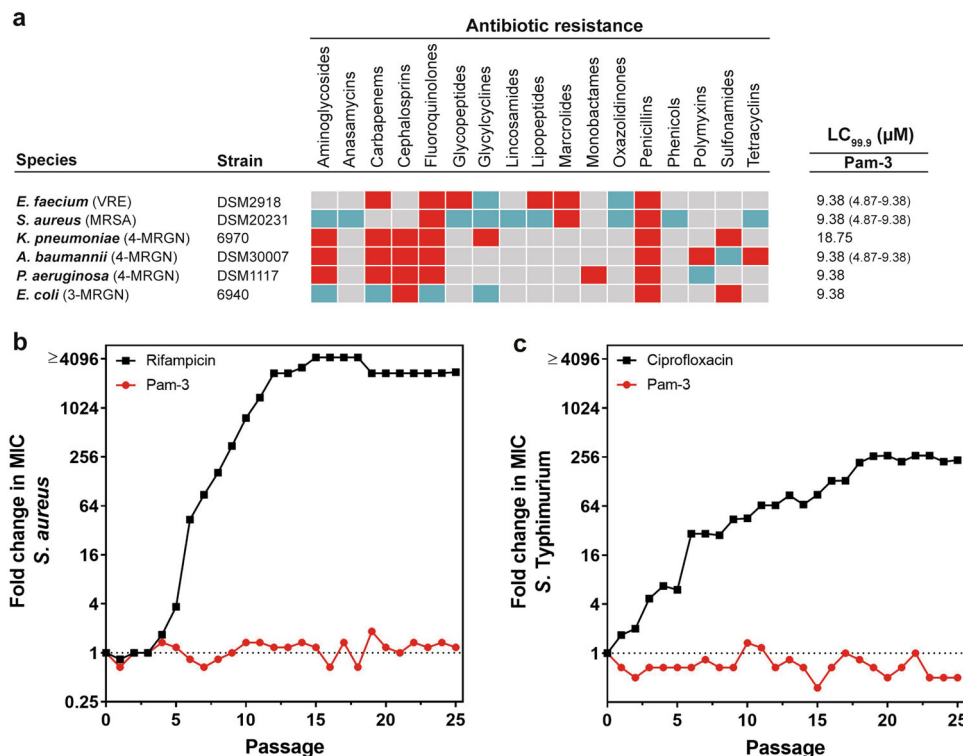 a
Antibiotic resistance
Aminoglycosides
Anasamycins
Carbapenems
Cephalosprins
Fluoroquinolones
Glycopeptides
Glycylcyclines
Lincosamides
Lipopeptides
Marcrolides
Monobactames
Oxazolidinones
Penicillins
Phenicols
Polymyxins
Sulfonamides
Tetracyclins
LC99.9 (µM)
Species Strain Pam-3
E. faecium (VRE) DSM2918 9.38 (4.87-9.38)
S. aureus (MRSA) DSM20231 9.38 (4.87-9.38)
K. pneumoniae (4-MRGN) 6970 18.75
A. baumannii (4-MRGN) DSM30007 9.38 (4.87-9.38)
P. aeruginosa (4-MRGN) DSM1117 9.38
E. coli (3-MRGN) 6940 9.38
b
Fold change in MIC
S. aureus
≥4096
1024
256
64
16
4
1
0.25
Rifampicin
Pam-3
0 5 10 15 20 25
Passage
c
Fold change in MIC
S. Typhimurium
≥4096
1024
256
64
16
4
1
Ciprofloxacin
Pam-3
0 5 10 15 20 25
Passage